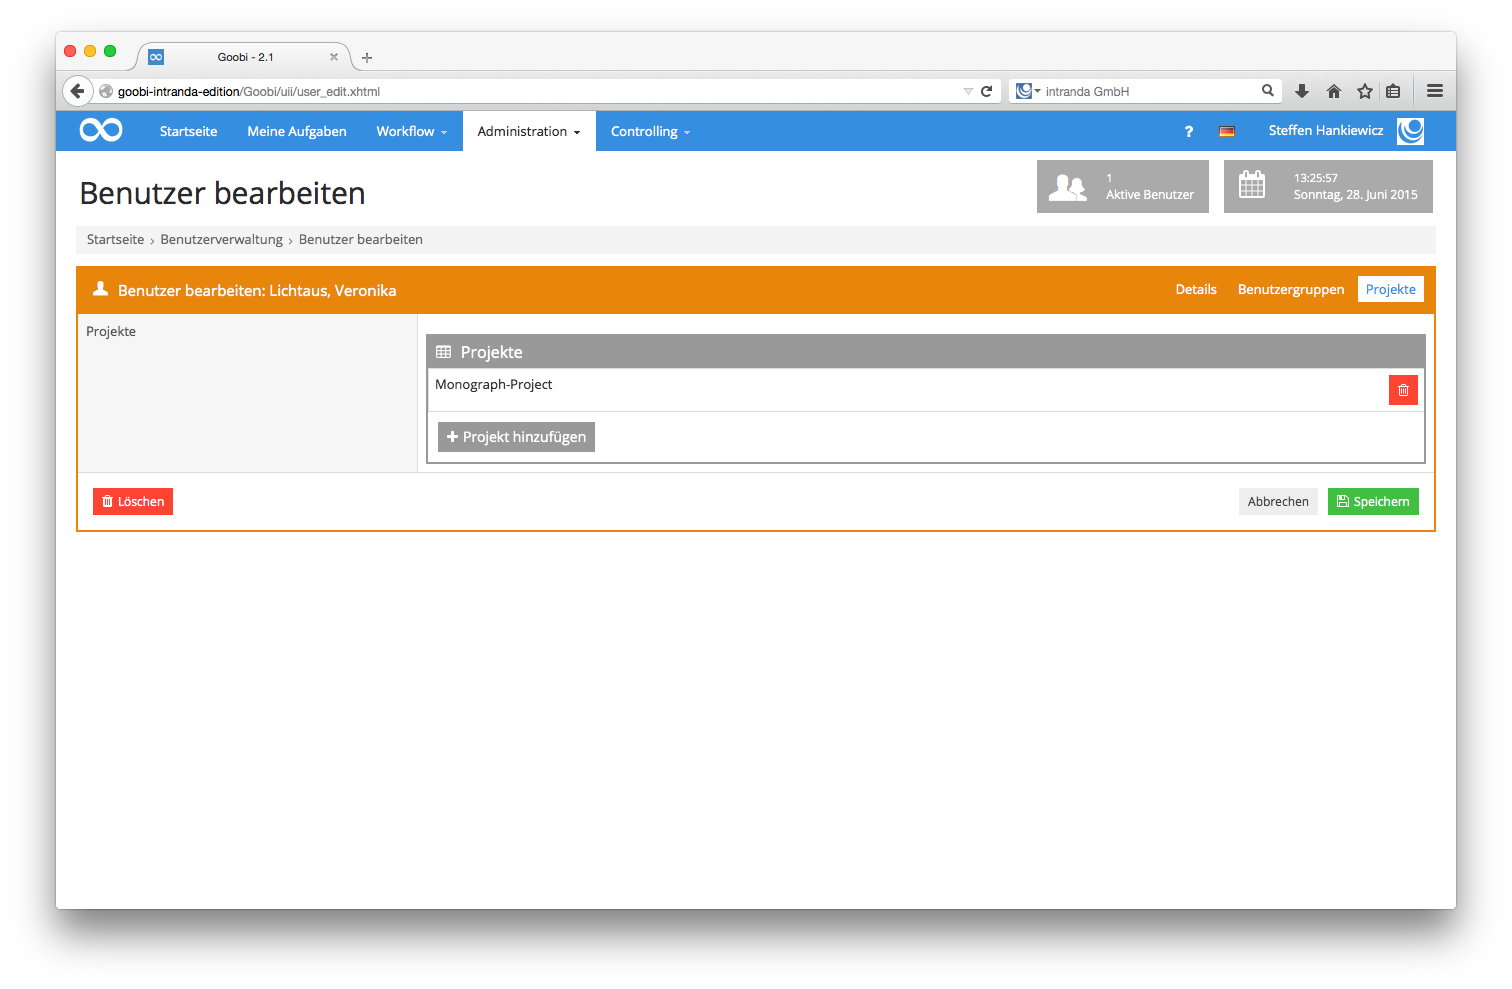 Goobi - 2.1
goobi-intranda-edition/Goobi/uii/user_edit.xhtml
intranda GmbH
Startseite Meine Aufgaben Workflow Administration Controlling ? Steffen Hankiewicz
Benutzer bearbeiten
1
Aktive Benutzer
13:25:57
Sonntag, 28. Juni 2015
Startseite › Benutzerverwaltung › Benutzer bearbeiten
Benutzer bearbeiten: Lichtaus, Veronika
Details Benutzergruppen Projekte
Projekte
Projekte
Monograph-Project
Projekt hinzufügen
Löschen
Abbrechen Speichern